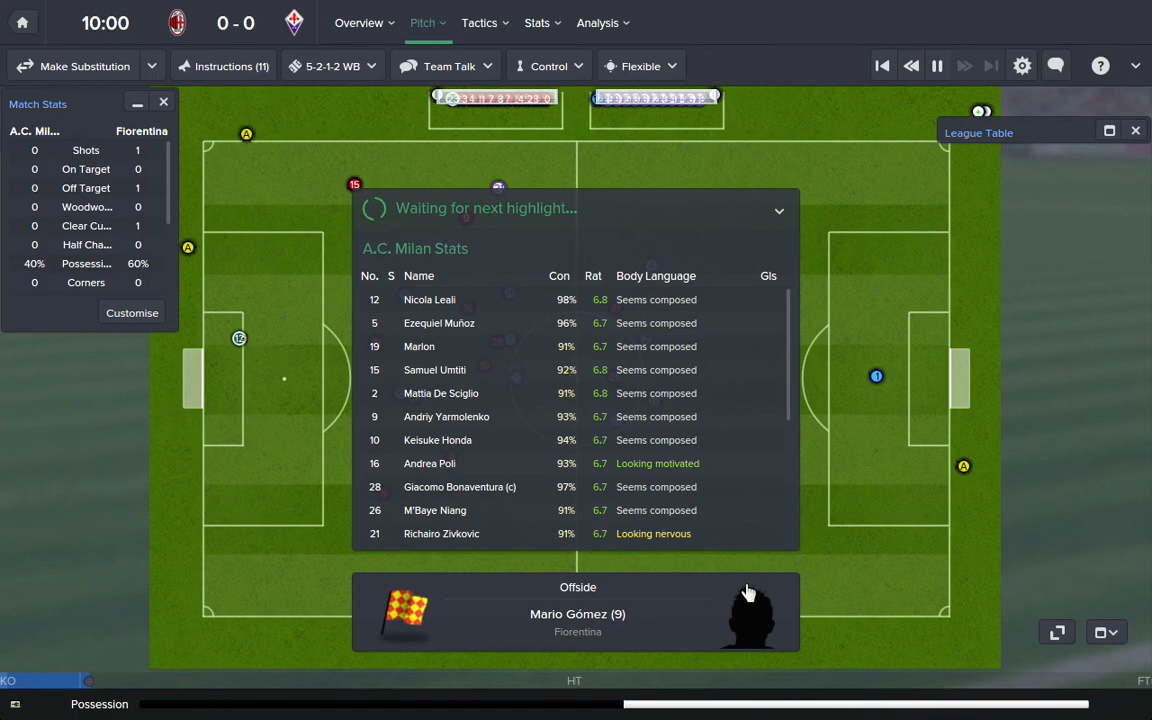 10:00 0 - 0 Overview Pitch Tactics Stats Analysis
Make Substitution Instructions (11) 5-2-1-2 WB Team Talk Control Flexible ?
Match Stats
A.C. Mil... Fiorentina
0 Shots 1
0 On Target 0
0 Off Target 1
0 Woodwo... 0
0 Clear Cu... 1
0 Half Cha... 0
40% Possessi... 60%
0 Corners 0
Customise
League Table
A
15
A
12
1
A
Waiting for next highlight...
A.C. Milan Stats
No. S Name Con Rat Body Language Gls
12 Nicola Leali 98% 6.8 Seems composed
5 Ezequiel Muñoz 96% 6.7 Seems composed
19 Marlon 91% 6.7 Seems composed
15 Samuel Umtiti 92% 6.8 Seems composed
2 Mattia De Sciglio 91% 6.8 Seems composed
9 Andriy Yarmolenko 93% 6.7 Seems composed
10 Keisuke Honda 94% 6.7 Seems composed
16 Andrea Poli 93% 6.7 Looking motivated
28 Giacomo Bonaventura (c) 97% 6.7 Seems composed
26 M'Baye Niang 91% 6.7 Seems composed
21 Richairo Zivkovic 91% 6.7 Looking nervous
Offside
Mario Gómez (9)
Fiorentina
KO HT FT
Possession